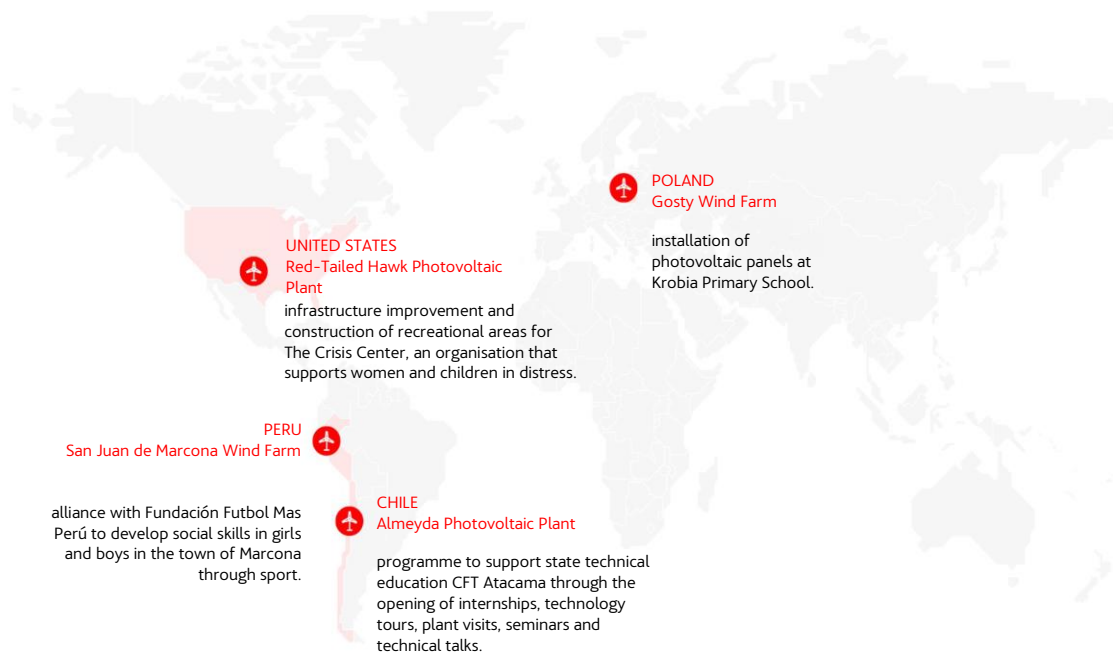 POLAND
Gosty Wind Farm
installation of
photovoltaic panels at
Krobia Primary School.
UNITED STATES
Red-Tailed Hawk Photovoltaic
Plant
infrastructure improvement and
construction of recreational areas for
The Crisis Center, an organisation that
supports women and children in distress.
PERU
San Juan de Marcona Wind Farm
alliance with Fundación Futbol Mas
Perú to develop social skills in girls
and boys in the town of Marcona
through sport.
CHILE
Almeyda Photovoltaic Plant
programme to support state technical
education CFT Atacama through the
opening of internships, technology
tours, plant visits, seminars and
technical talks.